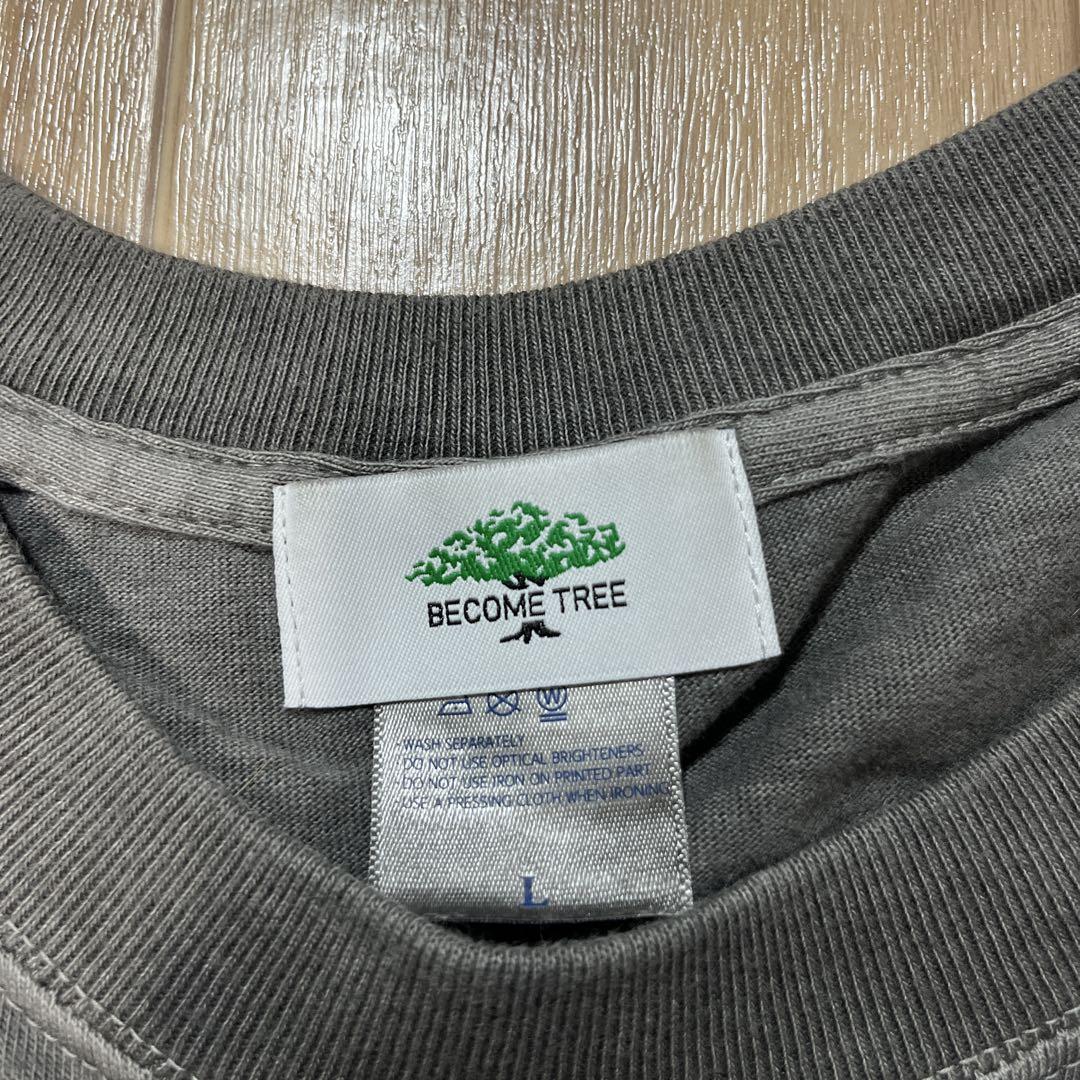 BECOME TREE
W
WASH SEPARATELY
DO NOT USE OPTICAL BRIGHTENERS
DO NOT USE IRON ON PRINTED PART
USE A PRESSING CLOTH WHEN IRONING
L